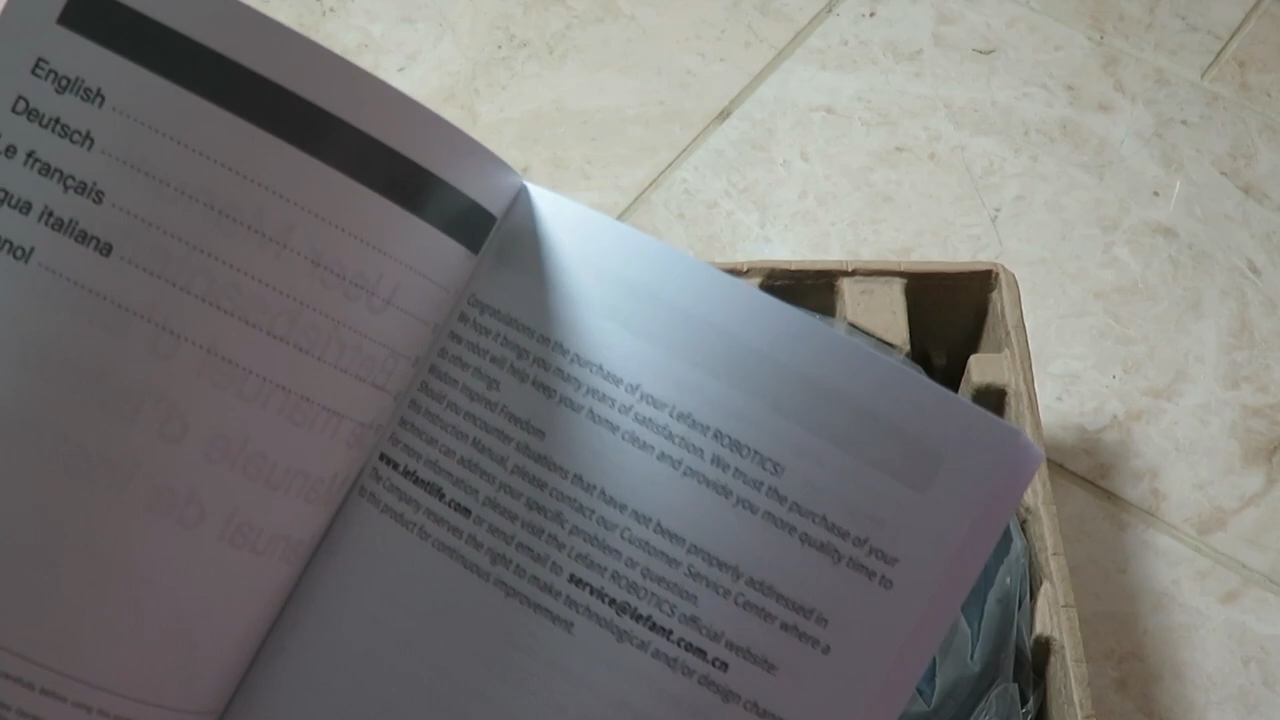 English
Deutsch
Le français
gua italiana
nol
Congratulations on the purchase of your Lefant ROBOTICS!
We hope it brings you many years of satisfaction. We trust the purchase of your
new robot will help keep your home clean and provide you more quality time to
do other things.
Wisdom Inspired Freedom
Should you encounter situations that have not been properly addressed in
this Instruction Manual, please contact our Customer Service Center where a
technician can address your specific problem or question.
For more information, please visit the Lefant ROBOTICS official website:
www.lefantlife.com or send email to service@lefant.com.cn
The Company reserves the right to make technological and/or design chan
to this product for continuous improvement.